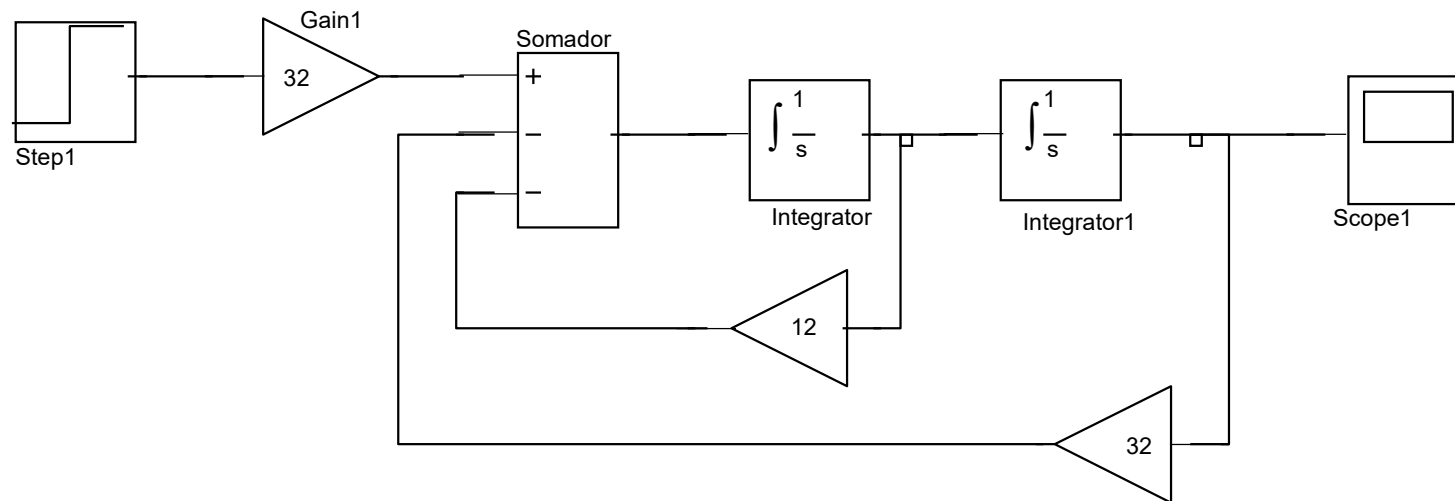 Gain1
32
Step1
Somador
+
−
−
∫ 1/s
Integrator
∫ 1/s
Integrator1
Scope1
12
32